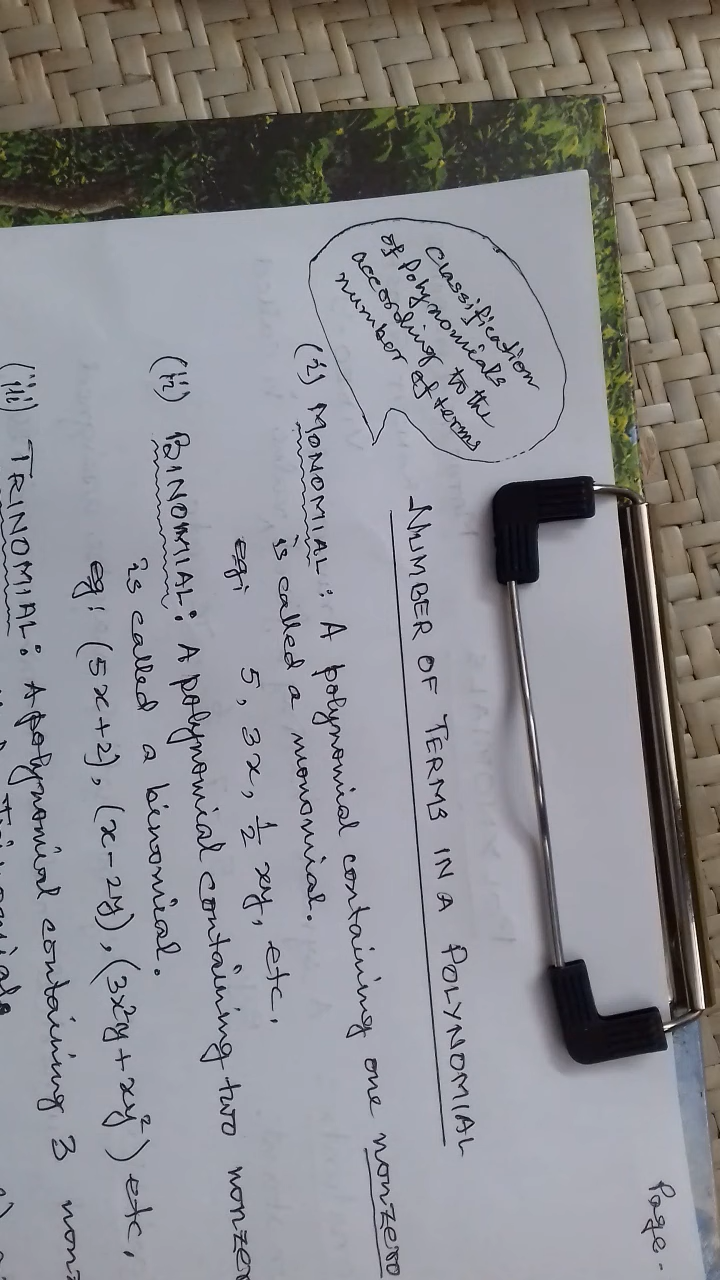 Page-
Classification
of Polynomials
according to the
number of terms
NUMBER OF TERMS IN A POLYNOMIAL
(i) MONOMIAL: A polynomial containing one nonzero
is called a monomial.
eg: 5, 3x, 1/2 xy, etc,
(ii) BINOMIAL: A polynomial containing two nonzer
is called a binomial.
eg: (5x+2), (x-2y), (3x²y + xy²) etc,
(iii) TRINOMIAL: A polynomial containing 3 nonz